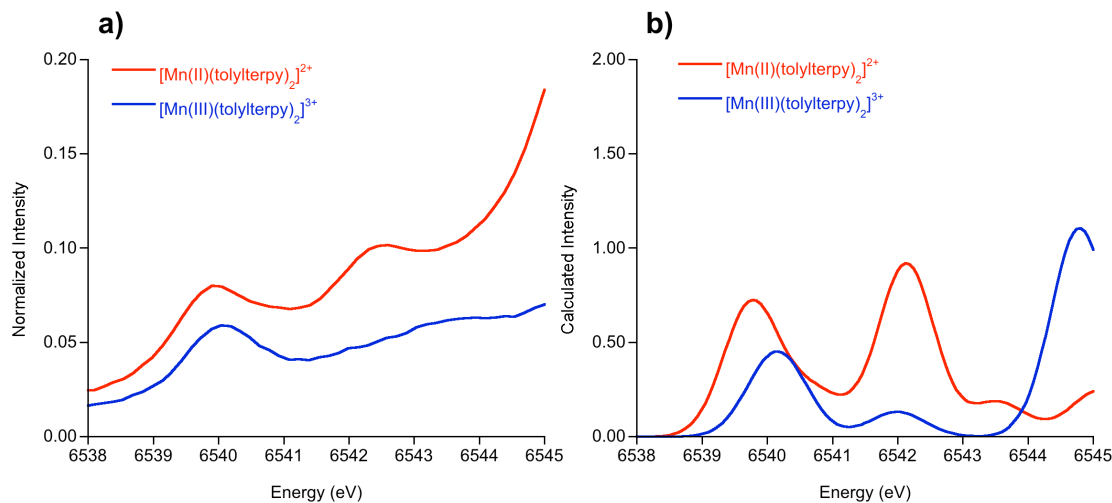 a)
[Mn(II)(tolylterpy)2]2+
[Mn(III)(tolylterpy)2]3+
Normalized Intensity
0.20
0.15
0.10
0.05
0.00
6538 6539 6540 6541 6542 6543 6544 6545
Energy (eV)
b)
[Mn(II)(tolylterpy)2]2+
[Mn(III)(tolylterpy)2]3+
Calculated Intensity
2.00
1.50
1.00
0.50
0.00
6538 6539 6540 6541 6542 6543 6544 6545
Energy (eV)